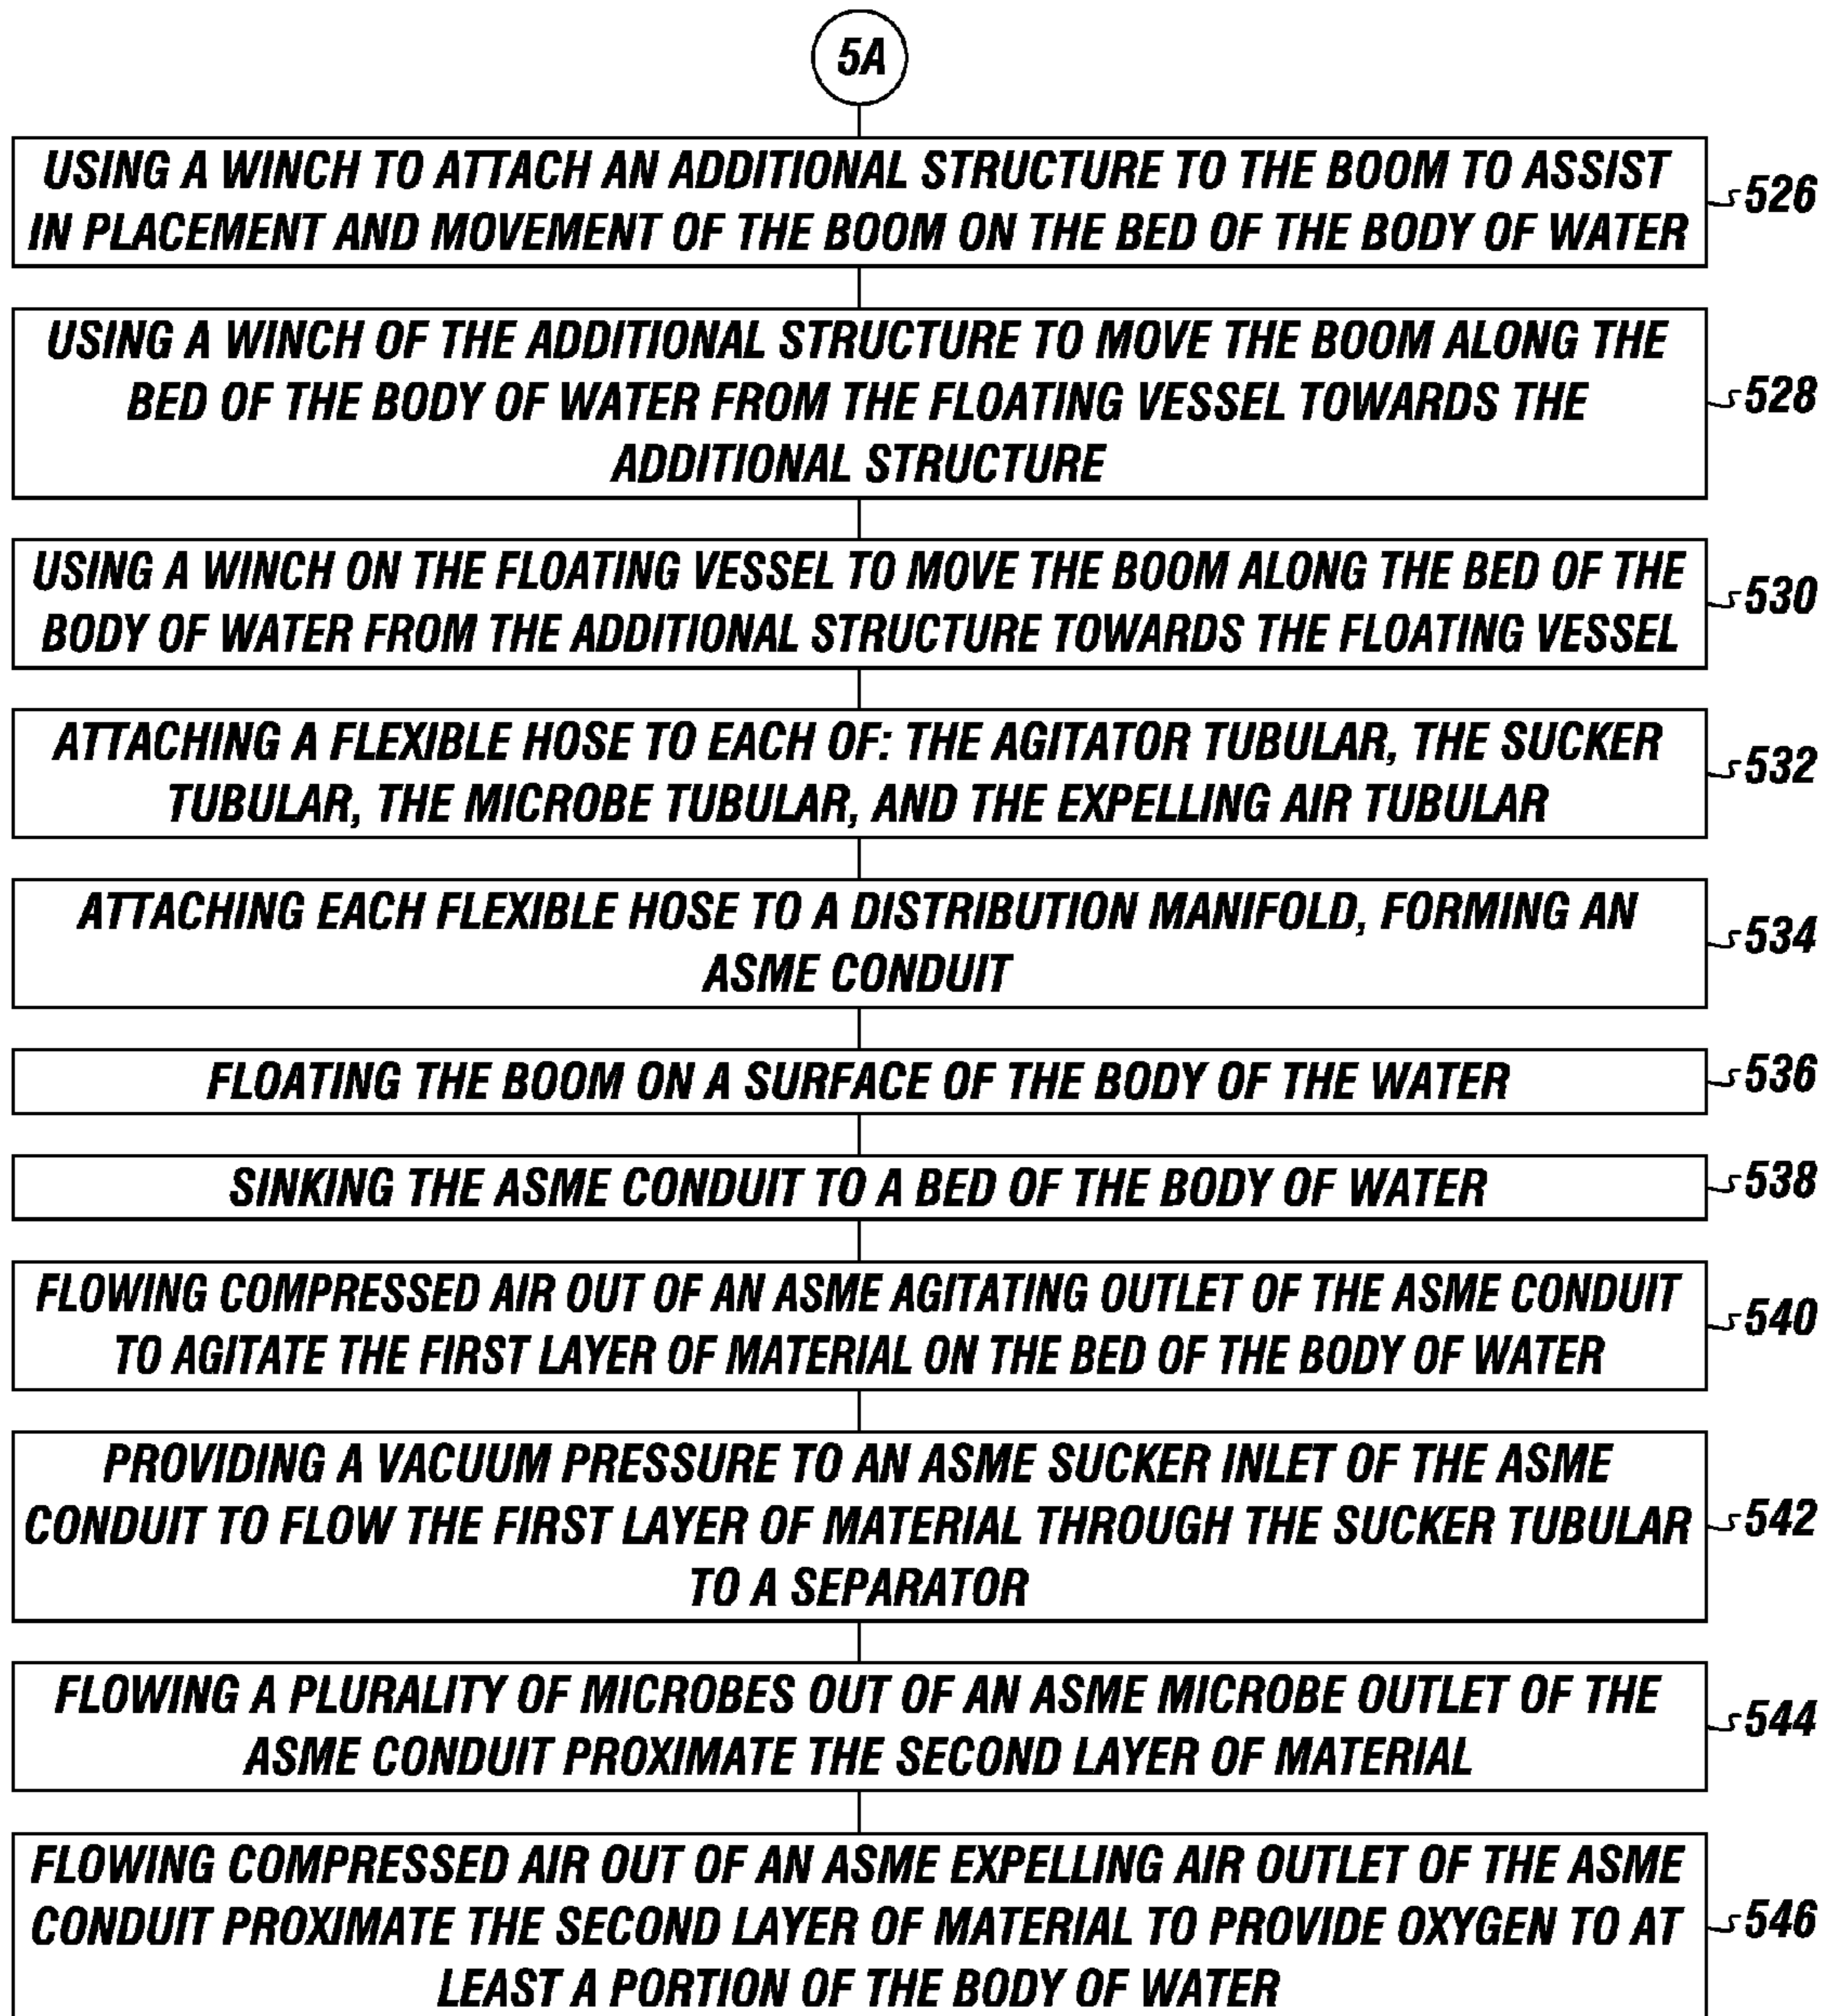 5A
USING A WINCH TO ATTACH AN ADDITIONAL STRUCTURE TO THE BOOM TO ASSIST
IN PLACEMENT AND MOVEMENT OF THE BOOM ON THE BED OF THE BODY OF WATER
526
USING A WINCH OF THE ADDITIONAL STRUCTURE TO MOVE THE BOOM ALONG THE
BED OF THE BODY OF WATER FROM THE FLOATING VESSEL TOWARDS THE
ADDITIONAL STRUCTURE
528
USING A WINCH ON THE FLOATING VESSEL TO MOVE THE BOOM ALONG THE BED OF THE
BODY OF WATER FROM THE ADDITIONAL STRUCTURE TOWARDS THE FLOATING VESSEL
530
ATTACHING A FLEXIBLE HOSE TO EACH OF: THE AGITATOR TUBULAR, THE SUCKER
TUBULAR, THE MICROBE TUBULAR, AND THE EXPELLING AIR TUBULAR
532
ATTACHING EACH FLEXIBLE HOSE TO A DISTRIBUTION MANIFOLD, FORMING AN
ASME CONDUIT
534
FLOATING THE BOOM ON A SURFACE OF THE BODY OF THE WATER
536
SINKING THE ASME CONDUIT TO A BED OF THE BODY OF WATER
538
FLOWING COMPRESSED AIR OUT OF AN ASME AGITATING OUTLET OF THE ASME CONDUIT
TO AGITATE THE FIRST LAYER OF MATERIAL ON THE BED OF THE BODY OF WATER
540
PROVIDING A VACUUM PRESSURE TO AN ASME SUCKER INLET OF THE ASME
CONDUIT TO FLOW THE FIRST LAYER OF MATERIAL THROUGH THE SUCKER TUBULAR
TO A SEPARATOR
542
FLOWING A PLURALITY OF MICROBES OUT OF AN ASME MICROBE OUTLET OF THE
ASME CONDUIT PROXIMATE THE SECOND LAYER OF MATERIAL
544
FLOWING COMPRESSED AIR OUT OF AN ASME EXPELLING AIR OUTLET OF THE ASME
CONDUIT PROXIMATE THE SECOND LAYER OF MATERIAL TO PROVIDE OXYGEN TO AT
LEAST A PORTION OF THE BODY OF WATER
546